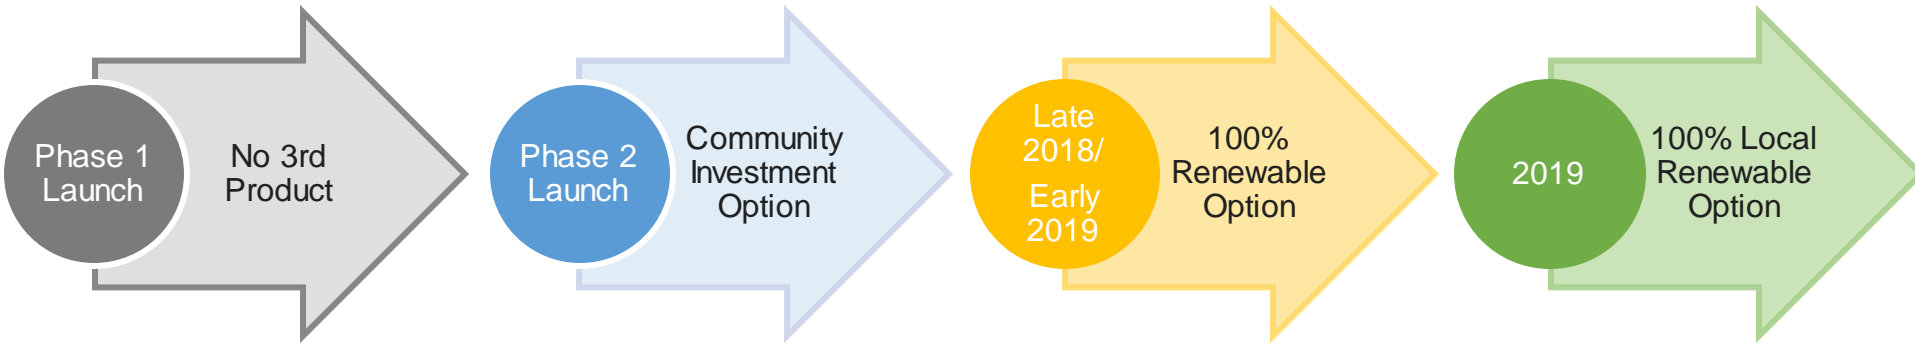 Phase 1
Launch
No 3rd
Product
Phase 2
Launch
Community
Investment
Option
Late
2018/
Early
2019
100%
Renewable
Option
2019
100% Local
Renewable
Option